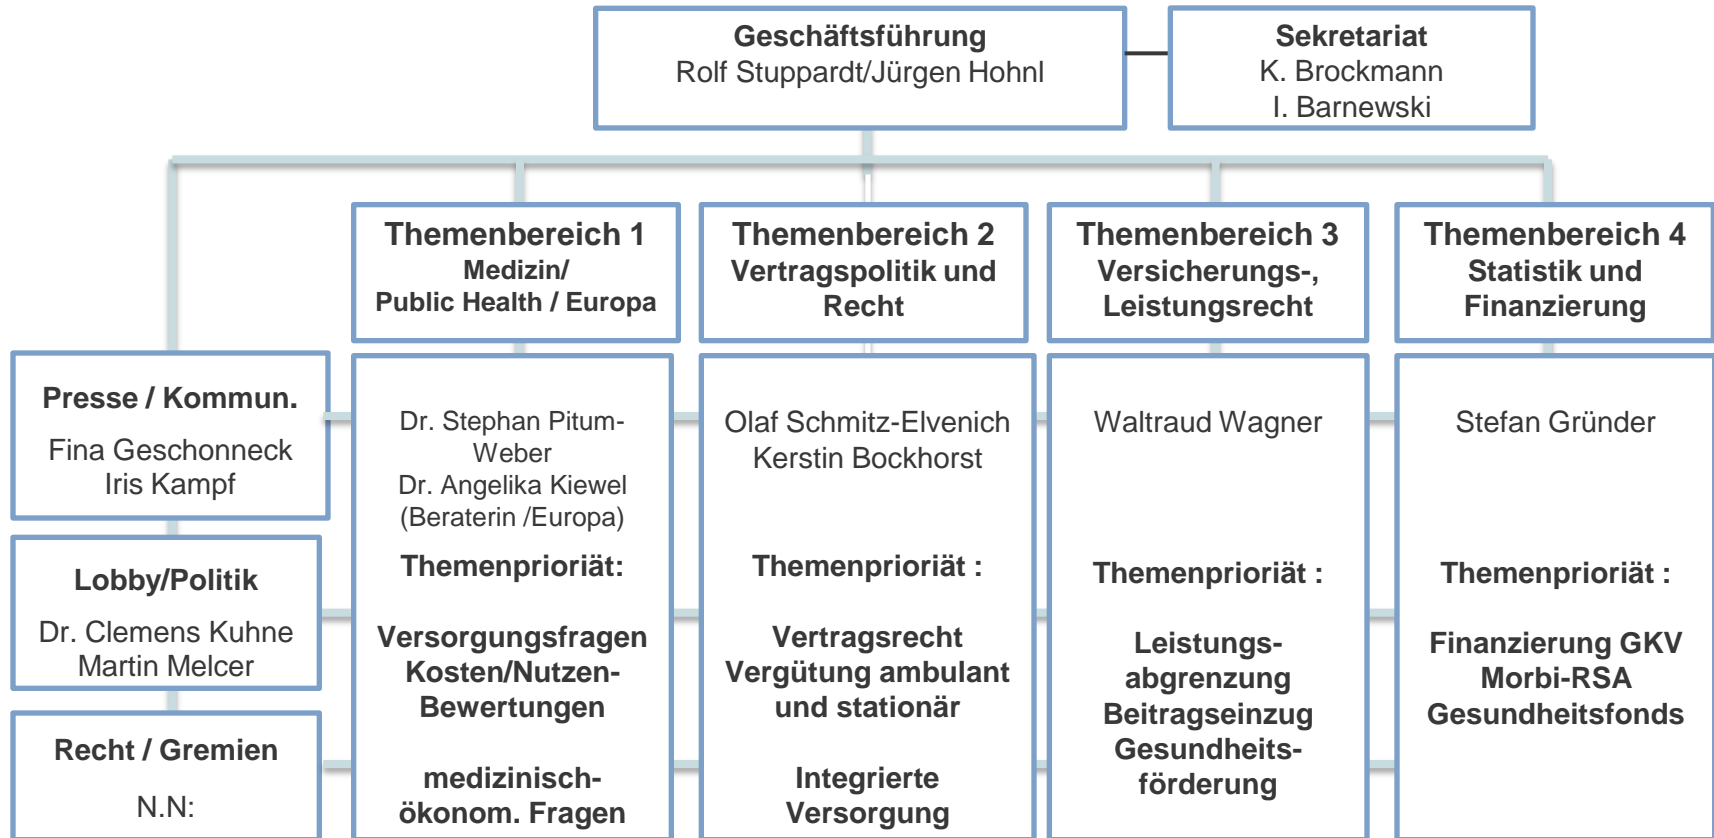 Geschäftsführung
Rolf Stuppardt/Jürgen Hohnl
Sekretariat
K. Brockmann
I. Barnewski
Themenbereich 1
Medizin/
Public Health / Europa
Themenbereich 2
Vertragspolitik und
Recht
Themenbereich 3
Versicherungs-,
Leistungsrecht
Themenbereich 4
Statistik und
Finanzierung
Presse / Kommun.
Fina Geschonneck
Iris Kampf
Lobby/Politik
Dr. Clemens Kuhne
Martin Melcer
Recht / Gremien
N.N:
Dr. Stephan Pitum-
Weber
Dr. Angelika Kiewel
(Beraterin /Europa)
Themenprioriät:
Versorgungsfragen
Kosten/Nutzen-
Bewertungen
medizinisch-
ökonom. Fragen
Olaf Schmitz-Elvenich
Kerstin Bockhorst
Themenprioriät :
Vertragsrecht
Vergütung ambulant
und stationär
Integrierte
Versorgung
Waltraud Wagner
Themenprioriät :
Leistungs-
abgrenzung
Beitragseinzug
Gesundheits-
förderung
Stefan Gründer
Themenprioriät :
Finanzierung GKV
Morbi-RSA
Gesundheitsfonds